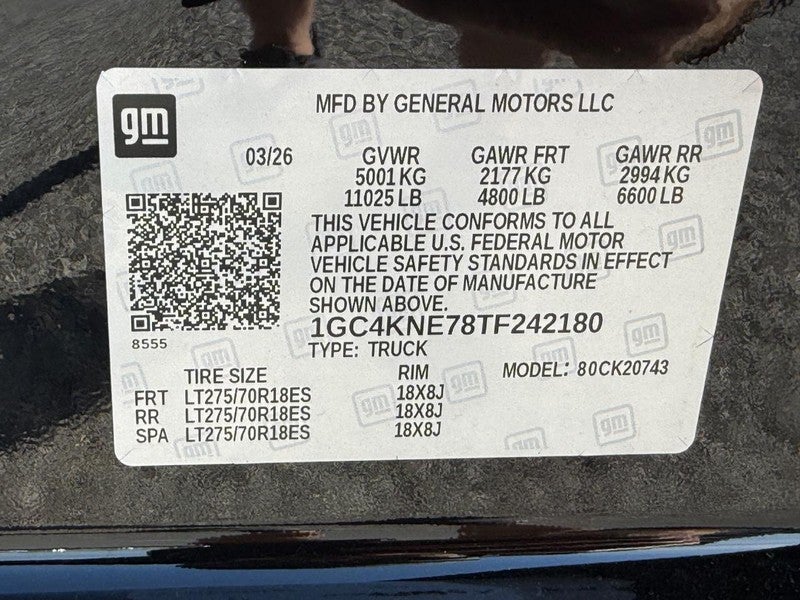 gm
MFD BY GENERAL MOTORS LLC
03/26 GVWR GAWR FRT GAWR RR
5001 KG 2177 KG 2994 KG
11025 LB 4800 LB 6600 LB
THIS VEHICLE CONFORMS TO ALL
APPLICABLE U.S. FEDERAL MOTOR
VEHICLE SAFETY STANDARDS IN EFFECT
ON THE DATE OF MANUFACTURE
SHOWN ABOVE.
1GC4KNE78TF242180
8555
TYPE: TRUCK MODEL: 80CK20743
TIRE SIZE RIM
FRT LT275/70R18ES 18X8J
RR LT275/70R18ES 18X8J
SPA LT275/70R18ES 18X8J